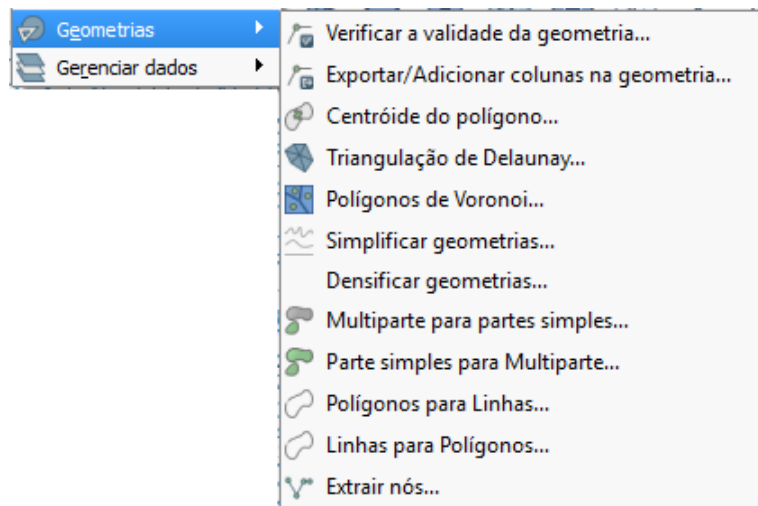 Geometrias
Gerenciar dados
Verificar a validade da geometria...
Exportar/Adicionar colunas na geometria...
Centróide do polígono...
Triangulação de Delaunay...
Polígonos de Voronoi...
Simplificar geometrias...
Densificar geometrias...
Multiparte para partes simples...
Parte simples para Multiparte...
Polígonos para Linhas...
Linhas para Polígonos...
Extrair nós...